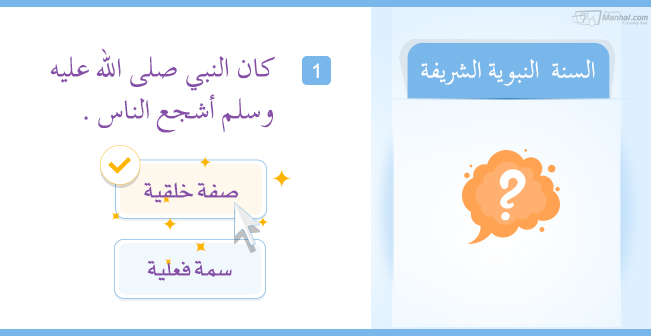 Manhal.com
السنة النبوية الشريفة
1
كان النبي صلى الله عليه
وسلم أشجع الناس .
صفة خلقية
سمة فعلية